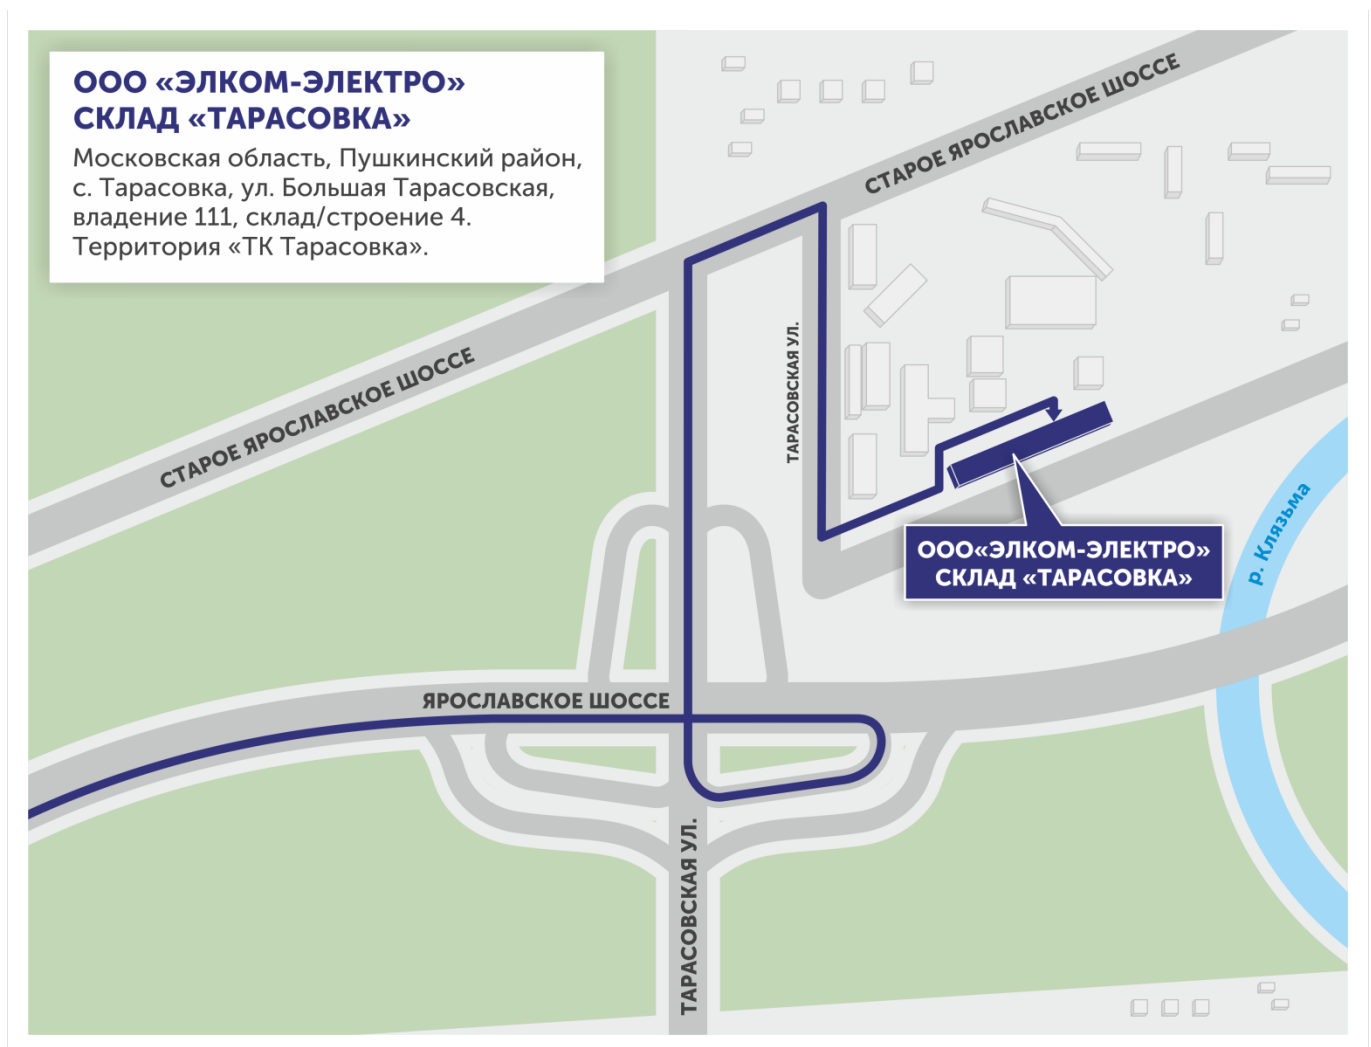 ООО «ЭЛКОМ-ЭЛЕКТРО»
СКЛАД «ТАРАСОВКА»
Московская область, Пушкинский район,
с. Тарасовка, ул. Большая Тарасовская,
владение 111, склад/строение 4.
Территория «ТК Тарасовка».
СТАРОЕ ЯРОСЛАВСКОЕ ШОССЕ
СТАРОЕ ЯРОСЛАВСКОЕ ШОССЕ
ТАРАСОВСКАЯ УЛ.
р. Клязьма
ООО«ЭЛКОМ-ЭЛЕКТРО»
СКЛАД «ТАРАСОВКА»
ЯРОСЛАВСКОЕ ШОССЕ
ТАРАСОВСКАЯ УЛ.